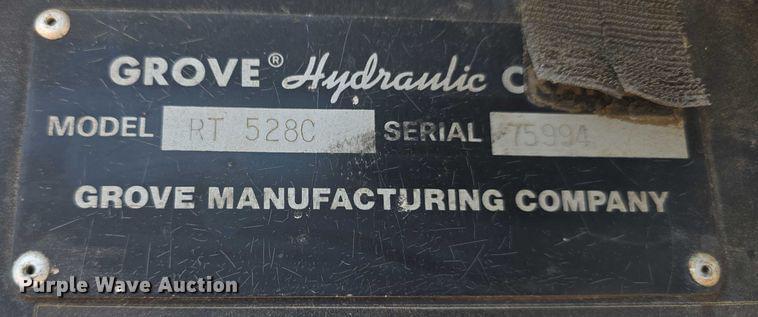 GROVE® Hydraulic
MODEL RT 528C SERIAL 75994
GROVE MANUFACTURING COMPANY
Purple Wave Auction